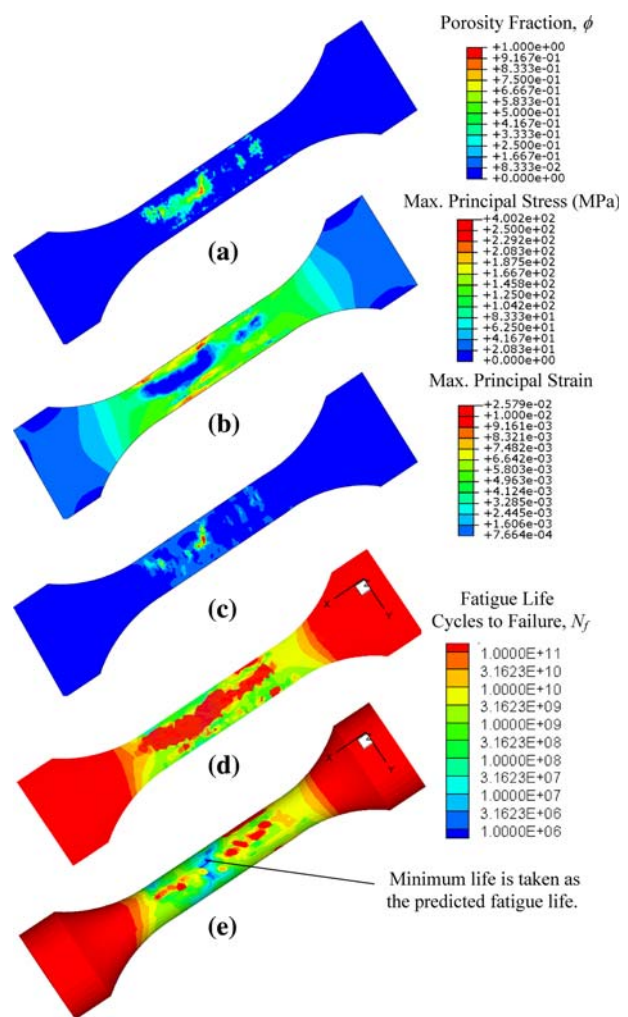 Porosity Fraction, ϕ
+1.000e+00
+9.167e-01
+8.333e-01
+7.500e-01
+6.667e-01
+5.833e-01
+5.000e-01
+4.167e-01
+3.333e-01
+2.500e-01
+1.667e-01
+8.333e-02
+0.000e+00
(a)
Max. Principal Stress (MPa)
+4.002e+02
+2.500e+02
+2.292e+02
+2.083e+02
+1.875e+02
+1.667e+02
+1.458e+02
+1.250e+02
+1.042e+02
+8.333e+01
+6.250e+01
+4.167e+01
+2.083e+01
+0.000e+00
(b)
Max. Principal Strain
+2.579e-02
+1.000e-02
+9.161e-03
+8.321e-03
+7.482e-03
+6.642e-03
+5.803e-03
+4.963e-03
+4.124e-03
+3.285e-03
+2.445e-03
+1.606e-03
+7.664e-04
(c)
X
Z
Y
Fatigue Life
Cycles to Failure, Nf
1.0000E+11
3.1623E+10
1.0000E+10
3.1623E+09
1.0000E+09
3.1623E+08
1.0000E+08
3.1623E+07
1.0000E+07
3.1623E+06
1.0000E+06
(d)
X
Z
Y
Minimum life is taken as
the predicted fatigue life.
(e)